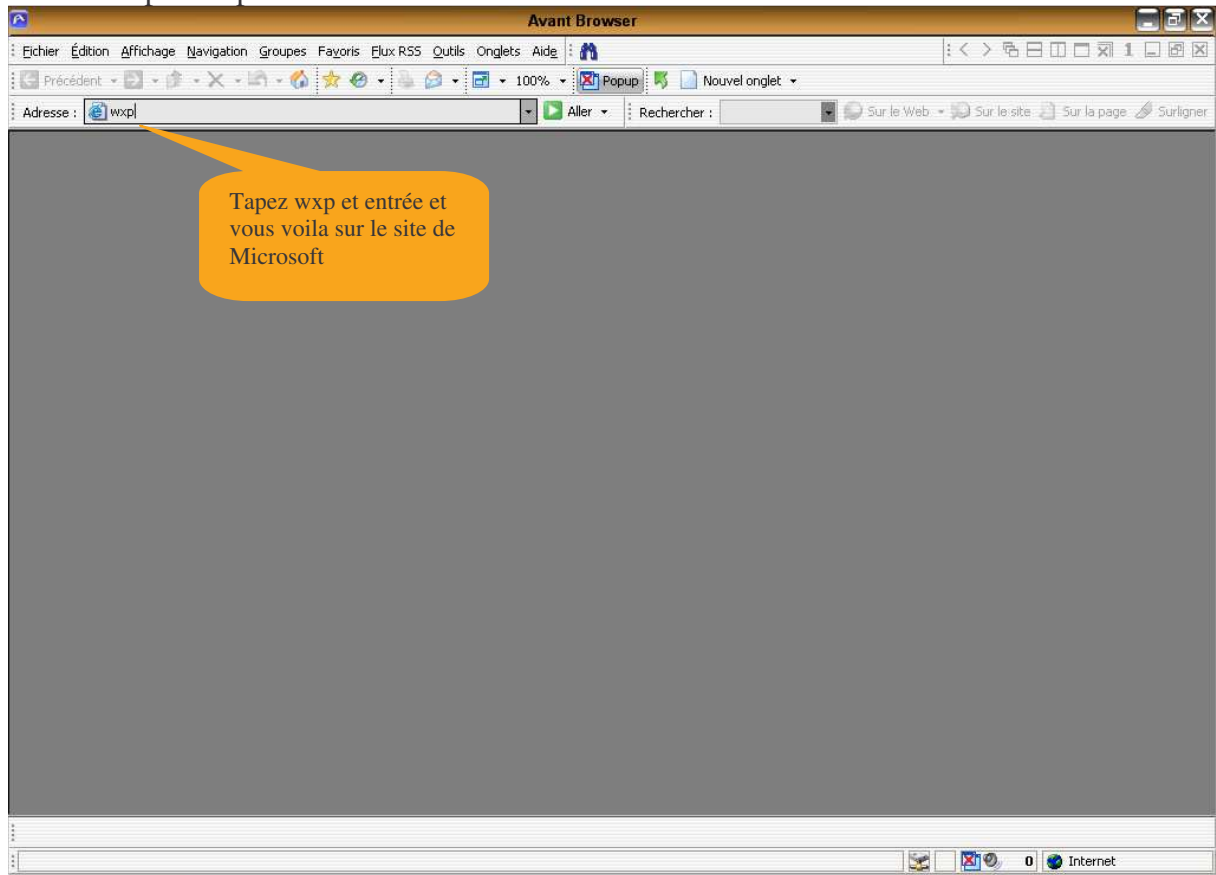 Avant Browser
Fichier Édition Affichage Navigation Groupes Favoris Flux RSS Outils Onglets Aide 1
Précédent 100% Popup Nouvel onglet
Adresse : wxp Aller Rechercher : Sur le Web Sur le site Sur la page Surligner
Tapez wxp et entrée et
vous voila sur le site de
Microsoft
0 Internet